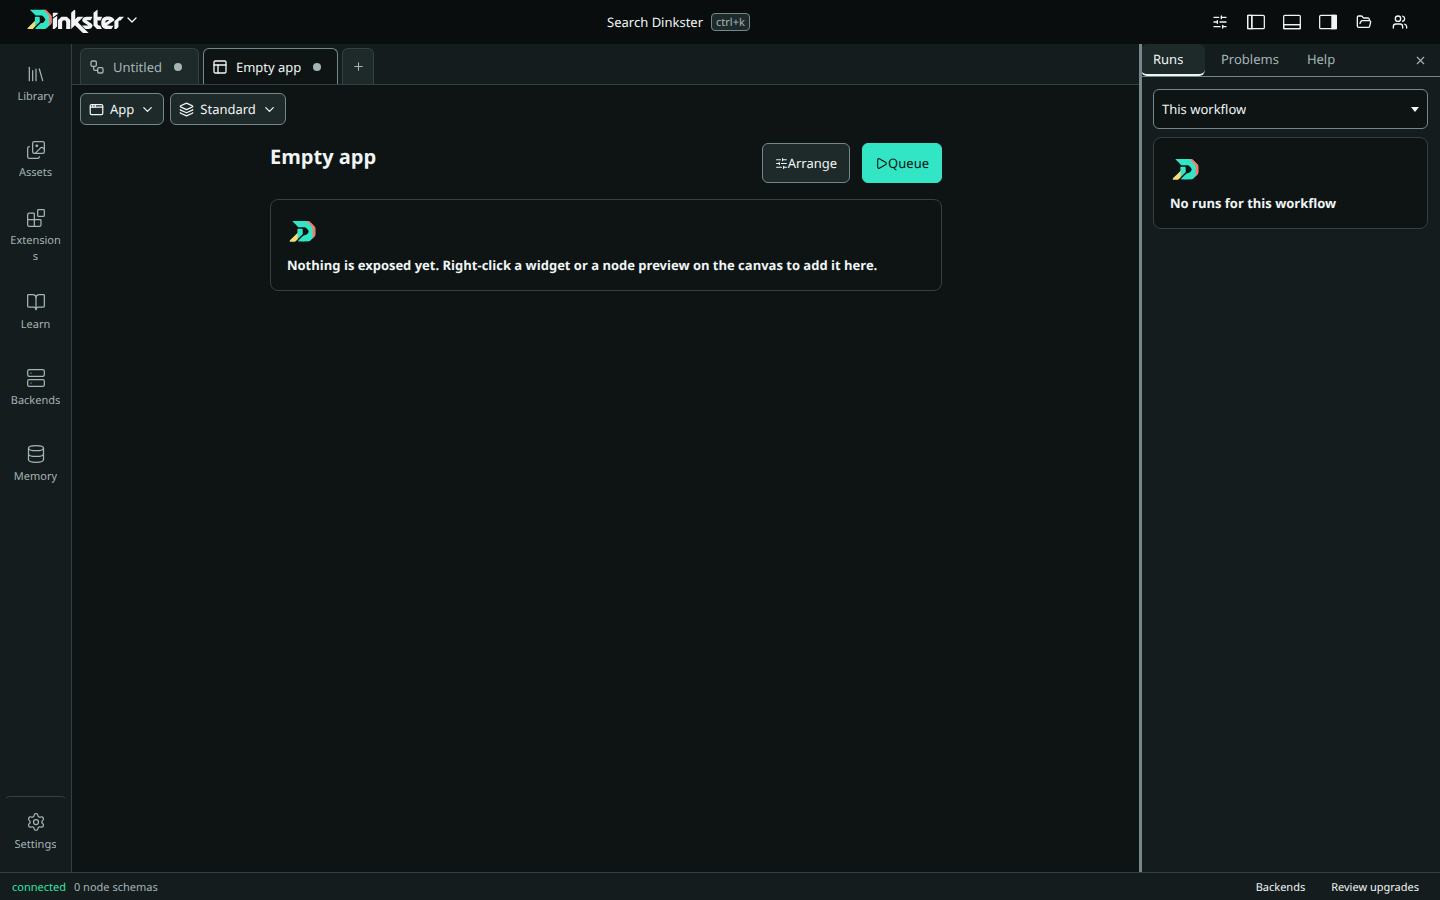 Dinkster
Search Dinkster ctrl+k
Library
Assets
Extension
s
Learn
Backends
Memory
Settings
Untitled
Empty app
+
App
Standard
Empty app
Arrange
Queue
Nothing is exposed yet. Right-click a widget or a node preview on the canvas to add it here.
Runs
Problems
Help
This workflow
No runs for this workflow
connected
0 node schemas
Backends
Review upgrades